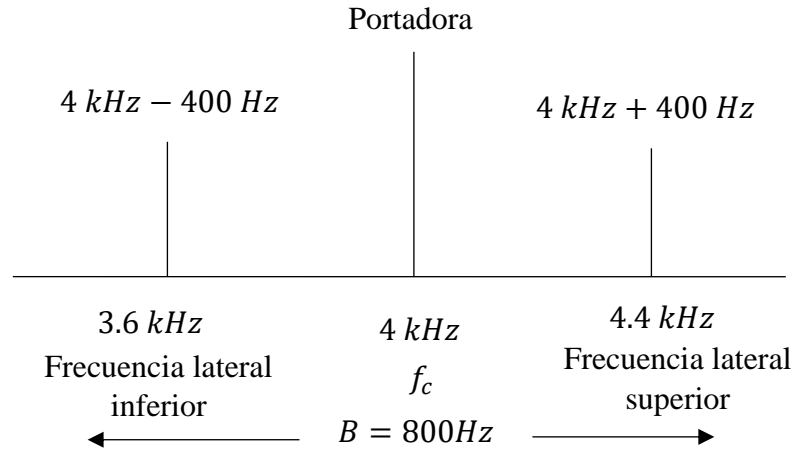 Portadora
4 kHz − 400 Hz
4 kHz + 400 Hz
3.6 kHz
Frecuencia lateral
inferior
4 kHz
f_c
B = 800Hz
4.4 kHz
Frecuencia lateral
superior